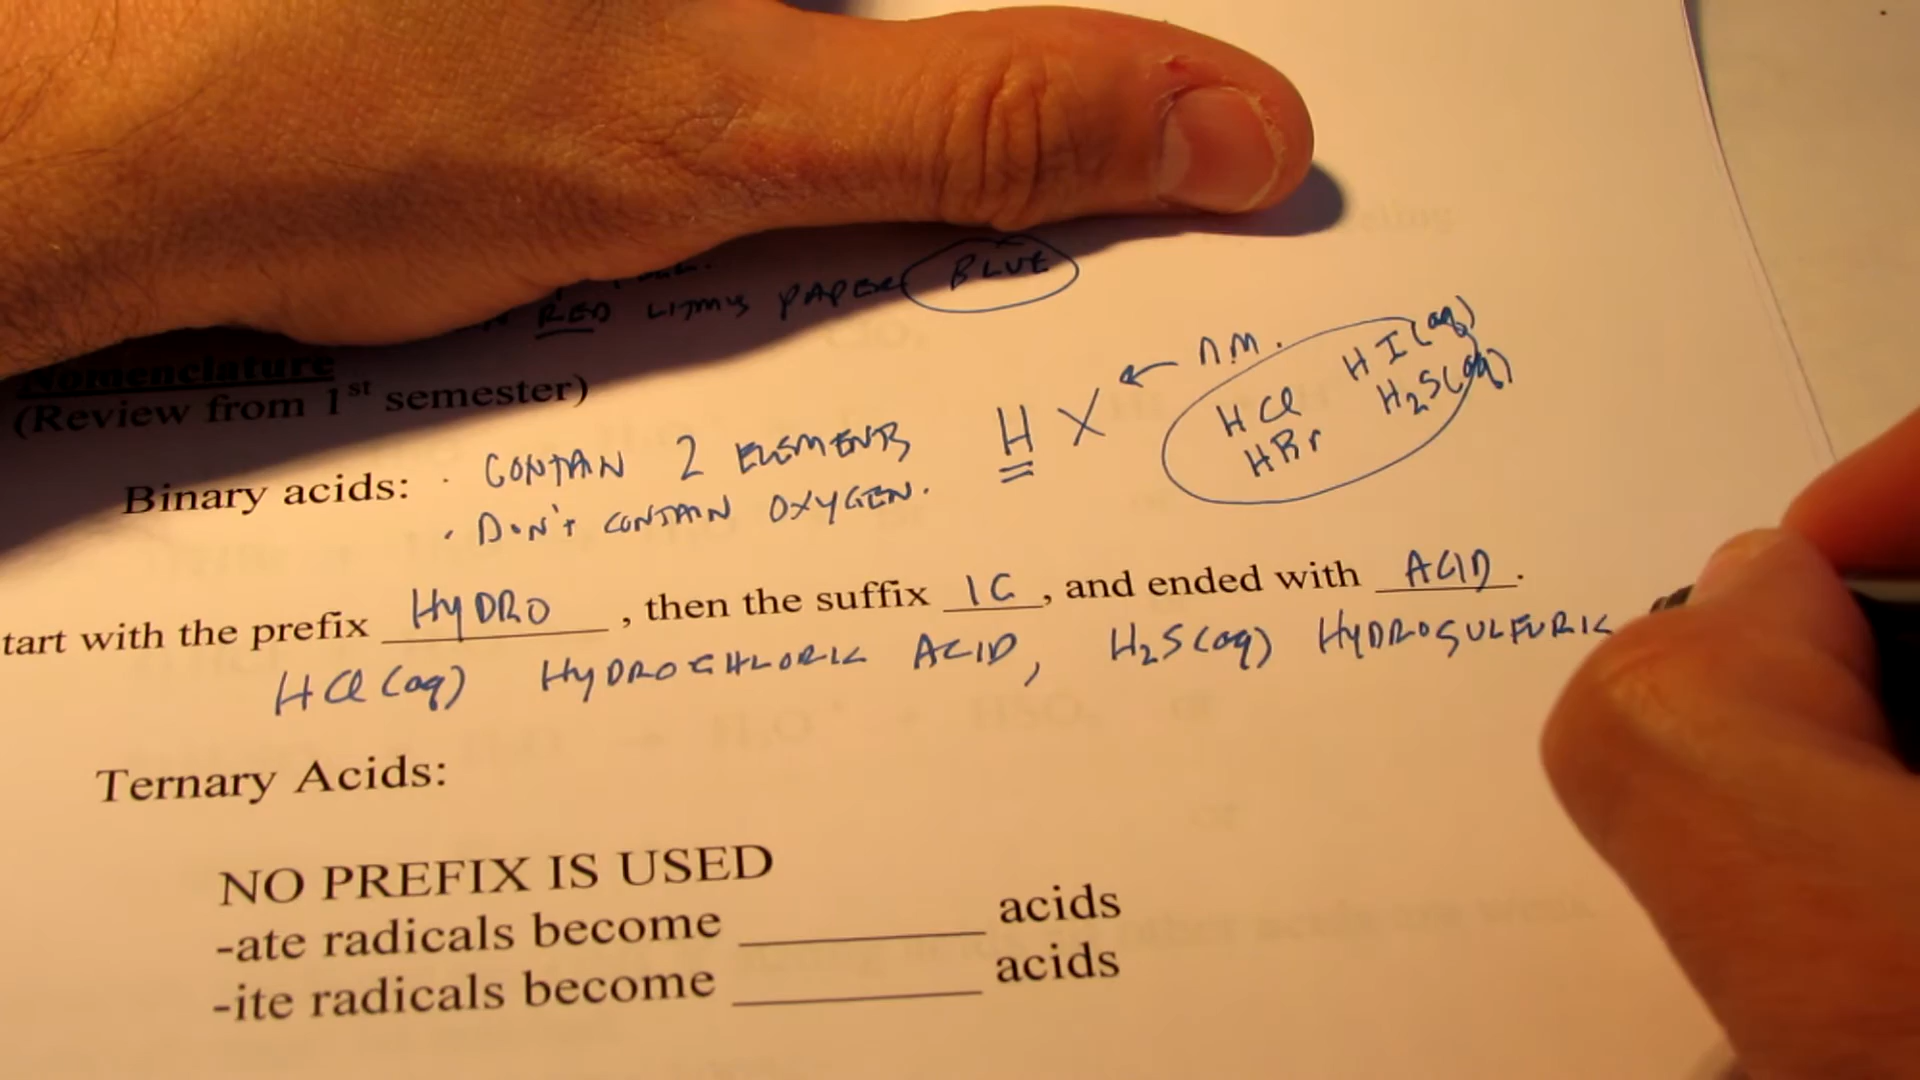 RED LITMUS PAPER BLUE
Nomenclature
(Review from 1st semester)
← n.m.
HI(aq)
H X HCl H2S(aq)
HBr
Binary acids: · CONTAIN 2 ELEMENTS
· DON'T CONTAIN OXYGEN.
tart with the prefix HYDRO, then the suffix IC, and ended with ACID.
HCl(aq) HYDROCHLORIC ACID, H2S(aq) HYDROSULFURIC
Ternary Acids:
NO PREFIX IS USED
-ate radicals become __________ acids
-ite radicals become __________ acids